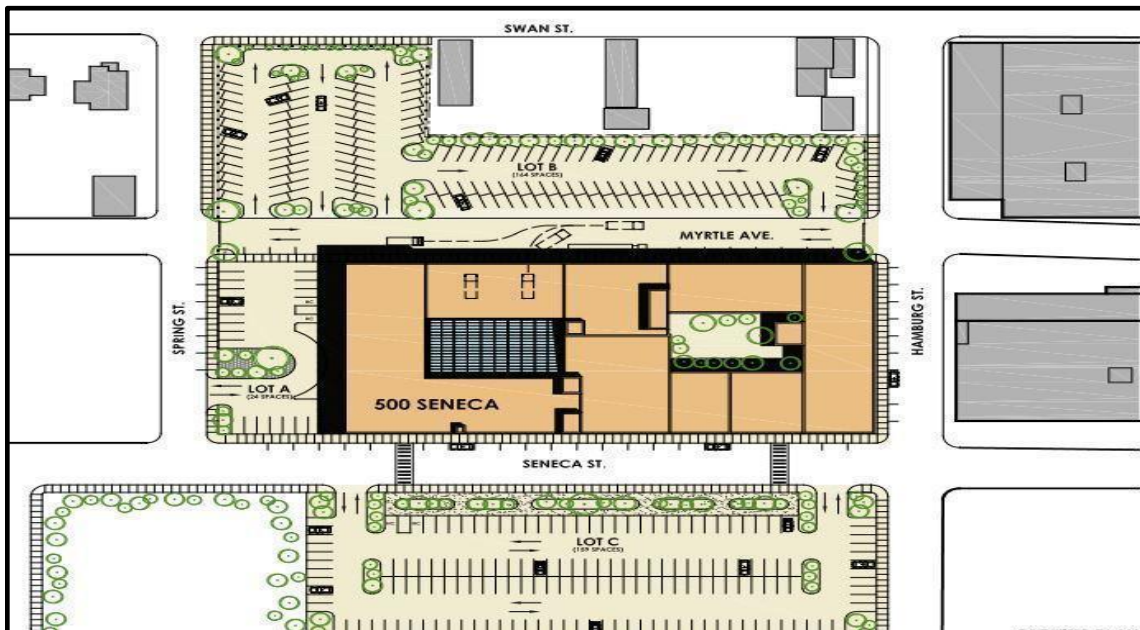 SWAN ST.
LOT B
(164 SPACES)
MYRTLE AVE.
SPRING ST.
HAMBURG ST.
LOT A
(24 SPACES)
500 SENECA
SENECA ST.
LOT C
(159 SPACES)